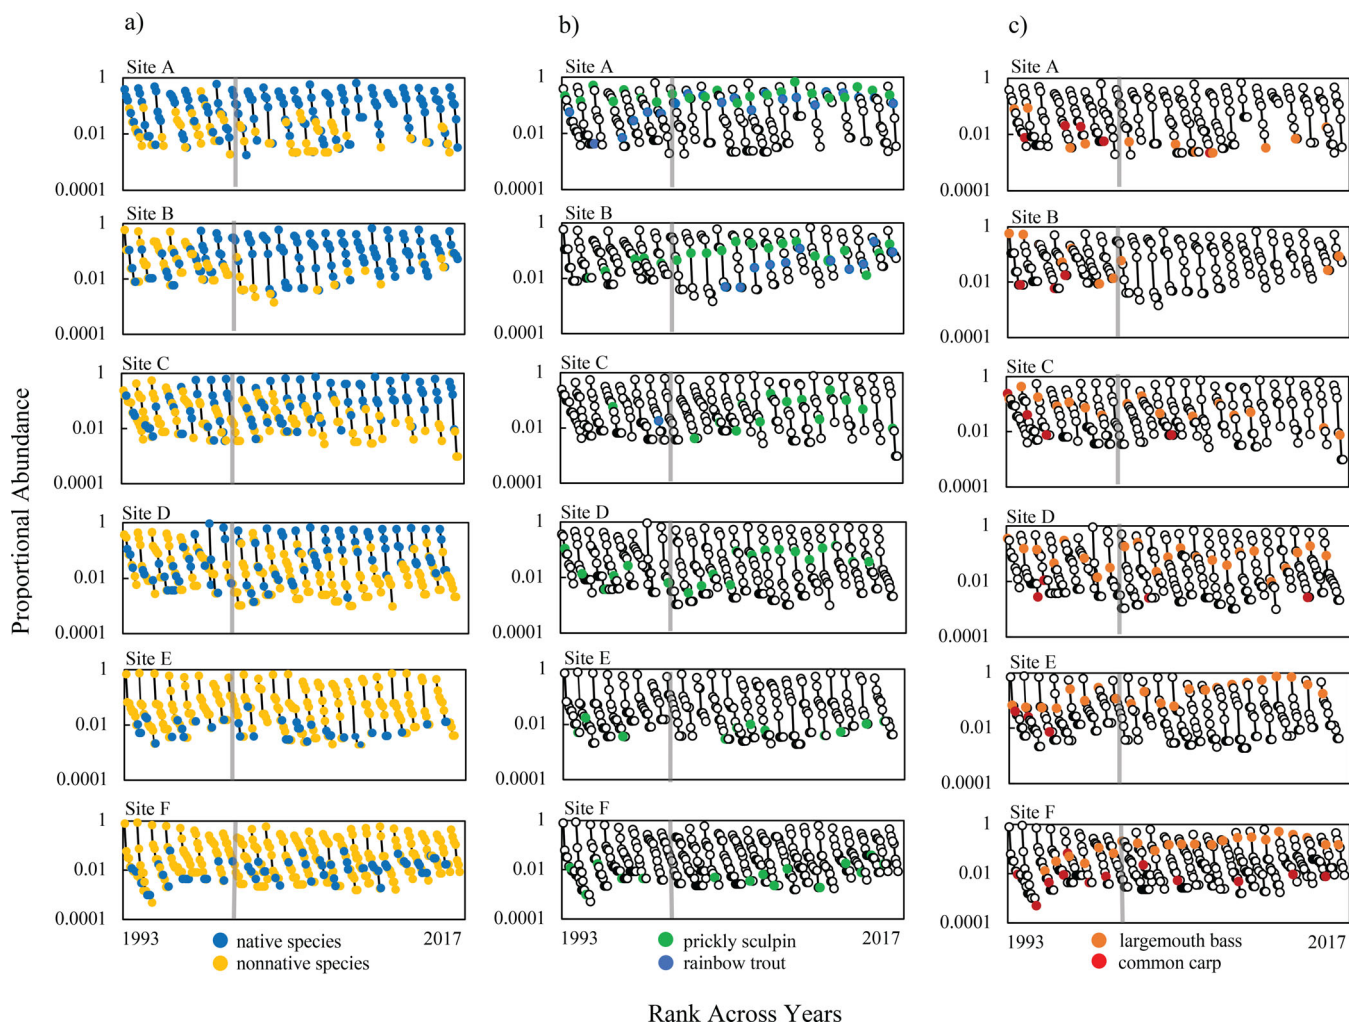 a)
b)
c)
Site A
Site A
Site A
1
0.01
0.0001
1
0.01
0.0001
1
0.01
0.0001
Site B
Site B
Site B
1
0.01
0.0001
1
0.01
0.0001
1
0.01
0.0001
Site C
Site C
Site C
1
0.01
0.0001
1
0.01
0.0001
1
0.01
0.0001
Site D
Site D
Site D
1
0.01
0.0001
1
0.01
0.0001
1
0.01
0.0001
Site E
Site E
Site E
1
0.01
0.0001
1
0.01
0.0001
1
0.01
0.0001
Site F
Site F
Site F
1
0.01
0.0001
1
0.01
0.0001
1
0.01
0.0001
Proportional Abundance
1993
2017
1993
2017
1993
2017
native species
nonnative species
prickly sculpin
rainbow trout
largemouth bass
common carp
Rank Across Years